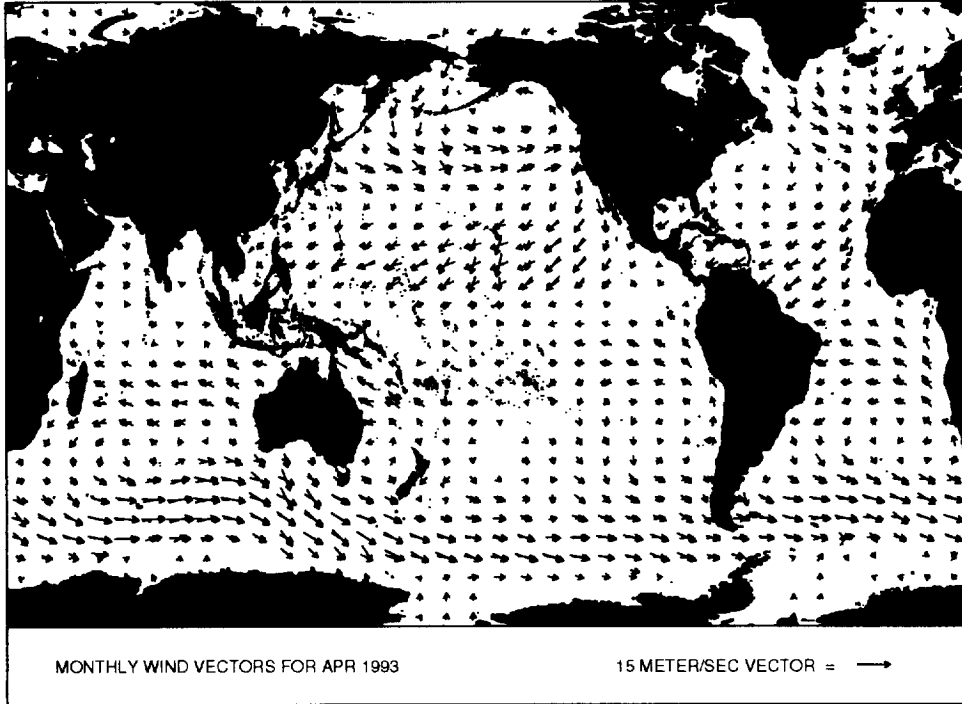 MONTHLY WIND VECTORS FOR APR 1993
15 METER/SEC VECTOR =